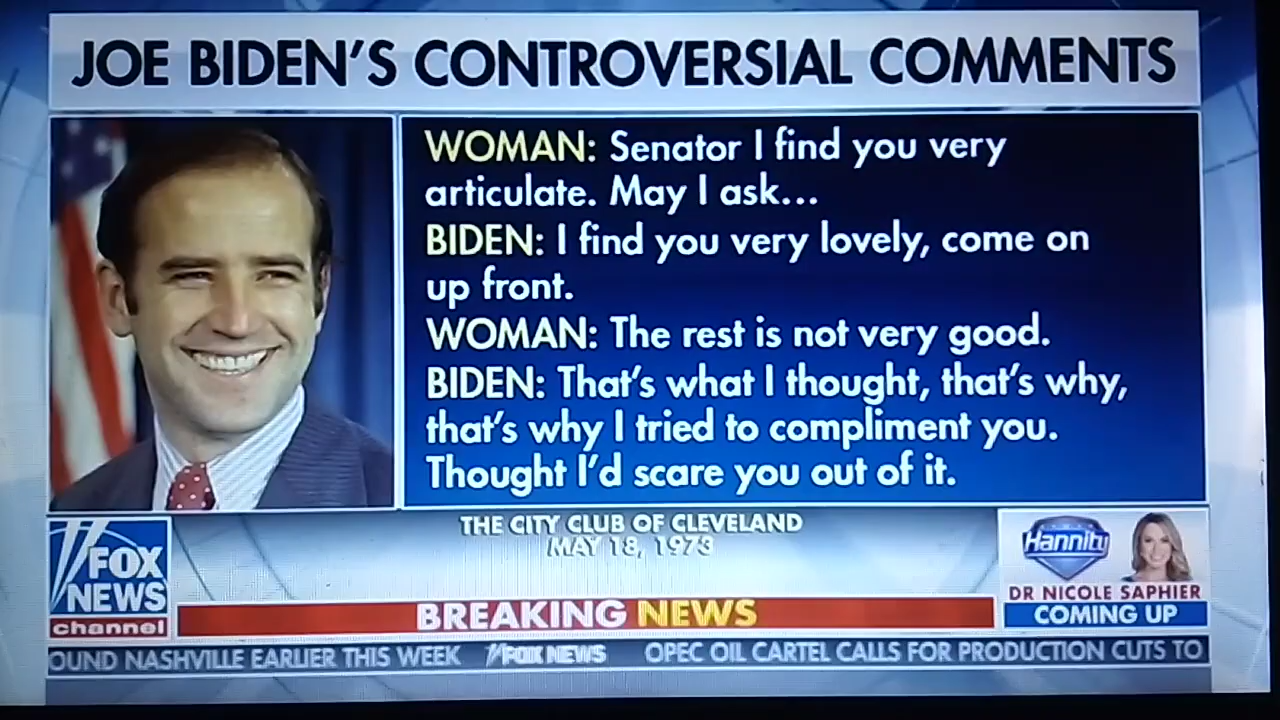 JOE BIDEN'S CONTROVERSIAL COMMENTS
WOMAN: Senator I find you very
articulate. May I ask...
BIDEN: I find you very lovely, come on
up front.
WOMAN: The rest is not very good.
BIDEN: That's what I thought, that's why,
that's why I tried to compliment you.
Thought I'd scare you out of it.
THE CITY CLUB OF CLEVELAND
MAY 18, 1973
FOX
NEWS
channel
BREAKING NEWS
Hannity
DR NICOLE SAPHIER
COMING UP
OUND NASHVILLE EARLIER THIS WEEK FOX NEWS OPEC OIL CARTEL CALLS FOR PRODUCTION CUTS TO